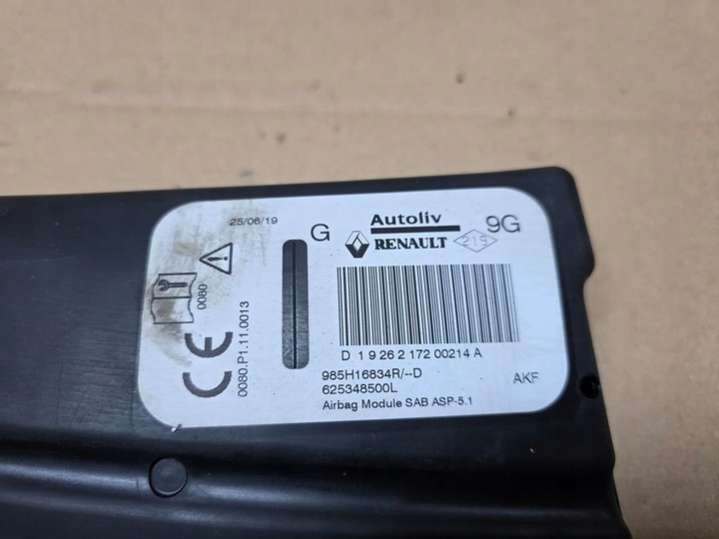 25/06/19
G
Autoliv
9G
RENAULT
219
0080
0080.P1.11.0013
CE
D 1 9 26 2 172 00214 A
985H16834R/--D
625348500L
AKF
Airbag Module SAB ASP-5.1